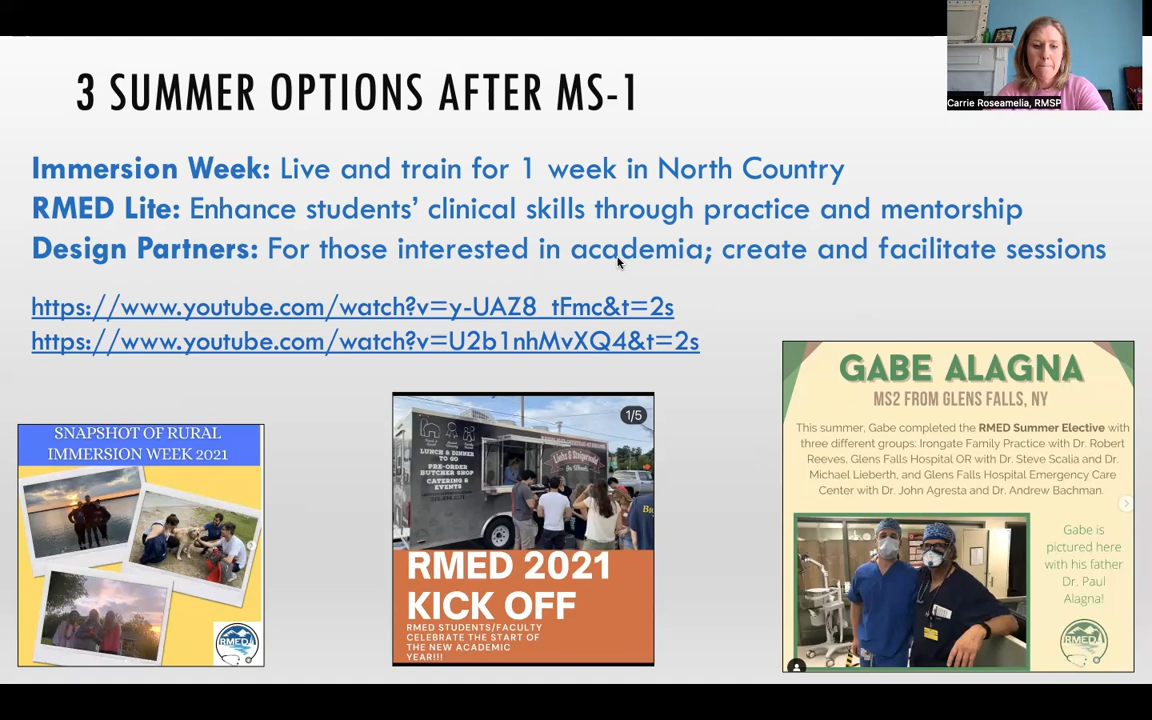 3 SUMMER OPTIONS AFTER MS-1
Carrie Roseamelia, RMSP
Immersion Week: Live and train for 1 week in North Country
RMED Lite: Enhance students’ clinical skills through practice and mentorship
Design Partners: For those interested in academia; create and facilitate sessions
https://www.youtube.com/watch?v=y-UAZ8_tFmc&t=2s
https://www.youtube.com/watch?v=U2b1nhMvXQ4&t=2s
SNAPSHOT OF RURAL
IMMERSION WEEK 2021
RMED
1/5
LUNCH & DINNER
TO GO
PRE-ORDER
BUTCHER SHOP
CATERING &
EVENTS
RMED 2021
KICK OFF
RMED STUDENTS/FACULTY
CELEBRATE THE START OF
THE NEW ACADEMIC
YEAR!!!
GABE ALAGNA
MS2 FROM GLENS FALLS, NY
This summer, Gabe completed the RMED Summer Elective with
three different groups: Irongate Family Practice with Dr. Robert
Reeves, Glens Falls Hospital OR with Dr. Steve Scalia and Dr.
Michael Lieberth, and Glens Falls Hospital Emergency Care
Center with Dr. John Agresta and Dr. Andrew Bachman.
Gabe is
pictured here
with his father
Dr. Paul
Alagna!
RMED